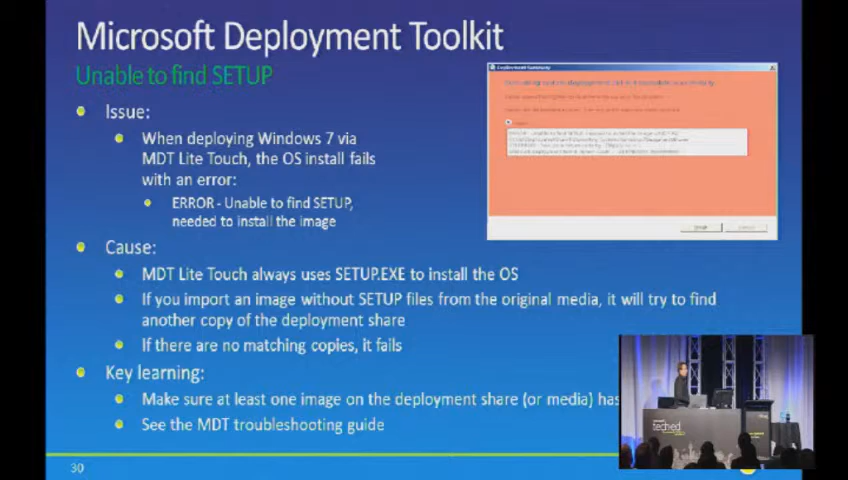 Microsoft Deployment Toolkit
Unable to find SETUP
Issue:
When deploying Windows 7 via
MDT Lite Touch, the OS install fails
with an error:
ERROR - Unable to find SETUP,
needed to install the image
Cause:
MDT Lite Touch always uses SETUP.EXE to install the OS
If you import an image without SETUP files from the original media, it will try to find
another copy of the deployment share
If there are no matching copies, it fails
Key learning:
Make sure at least one image on the deployment share (or media) has
See the MDT troubleshooting guide
30
Deployment Summary
teched